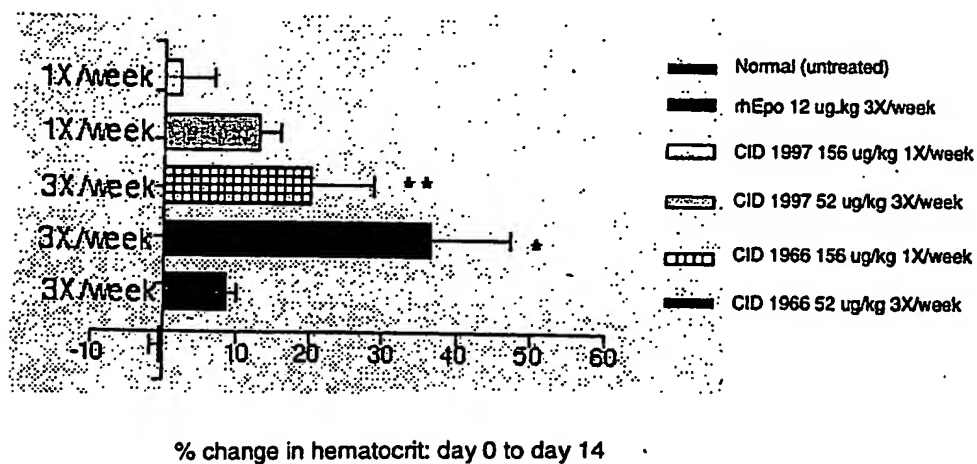 1X/week
1X/week
3X/week
3X/week
3X/week
**
*
-10
10
20
30
40
50
60
% change in hematocrit: day 0 to day 14
Normal (untreated)
rhEpo 12 ug.kg 3X/week
CID 1997 156 ug/kg 1X/week
CID 1997 52 ug/kg 3X/week
CID 1966 156 ug/kg 1X/week
CID 1966 52 ug/kg 3X/week